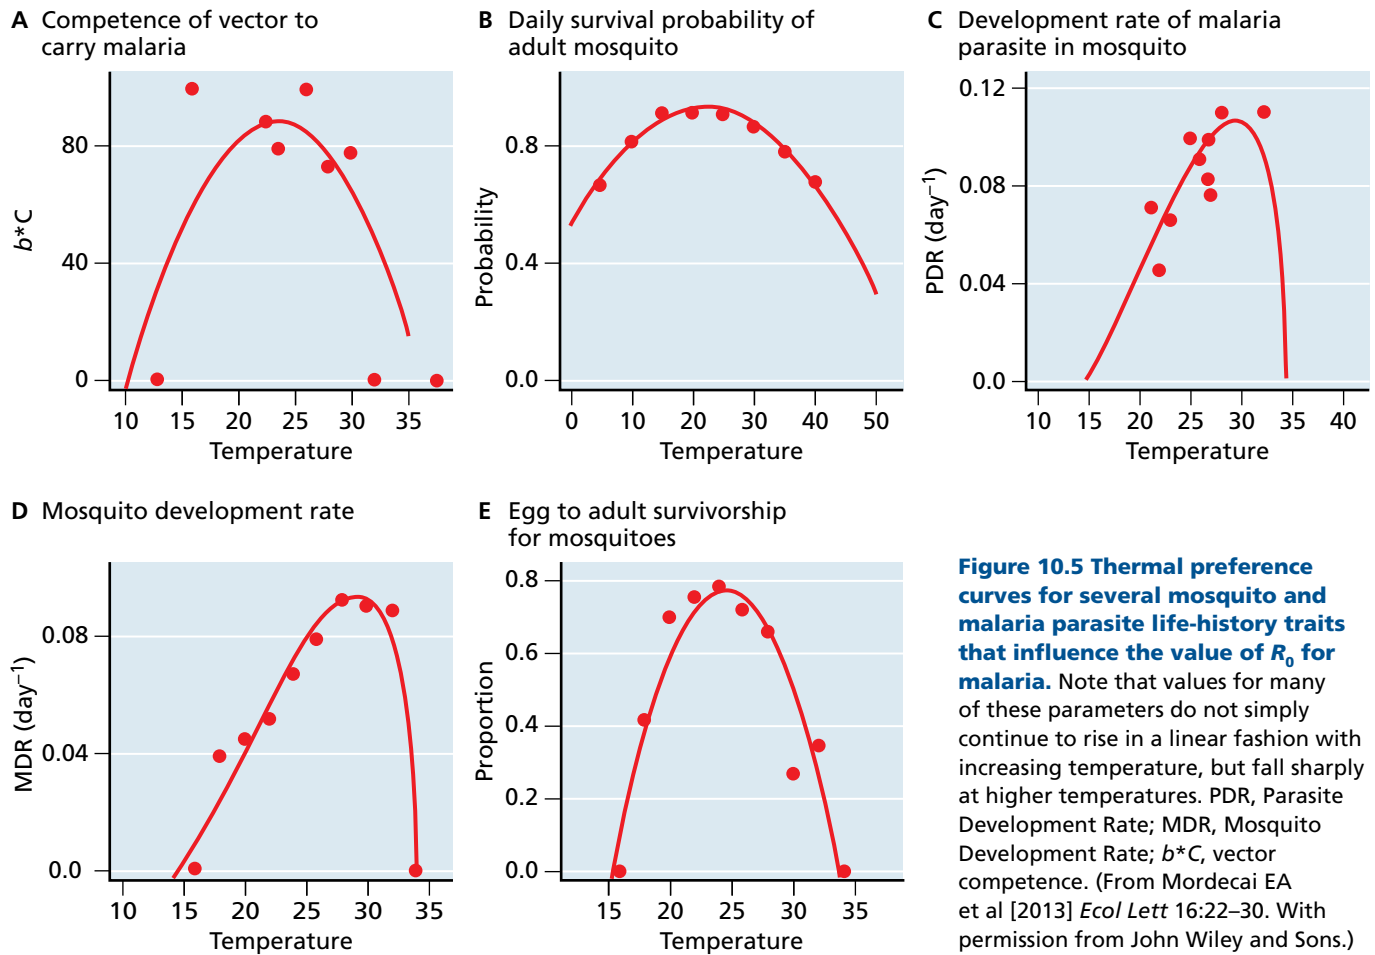 A Competence of vector to
carry malaria
b*C
80
40
0
10 15 20 25 30 35
Temperature
B Daily survival probability of
adult mosquito
Probability
0.8
0.4
0.0
0 10 20 30 40 50
Temperature
C Development rate of malaria
parasite in mosquito
PDR (day⁻¹)
0.12
0.08
0.04
0.0
10 15 20 25 30 35 40
Temperature
D Mosquito development rate
MDR (day⁻¹)
0.08
0.04
0.0
10 15 20 25 30 35
Temperature
E Egg to adult survivorship
for mosquitoes
Proportion
0.8
0.6
0.4
0.2
0.0
15 20 25 30 35
Temperature
Figure 10.5 Thermal preference
curves for several mosquito and
malaria parasite life-history traits
that influence the value of R₀ for
malaria. Note that values for many
of these parameters do not simply
continue to rise in a linear fashion with
increasing temperature, but fall sharply
at higher temperatures. PDR, Parasite
Development Rate; MDR, Mosquito
Development Rate; b*C, vector
competence. (From Mordecai EA
et al [2013] Ecol Lett 16:22–30. With
permission from John Wiley and Sons.)